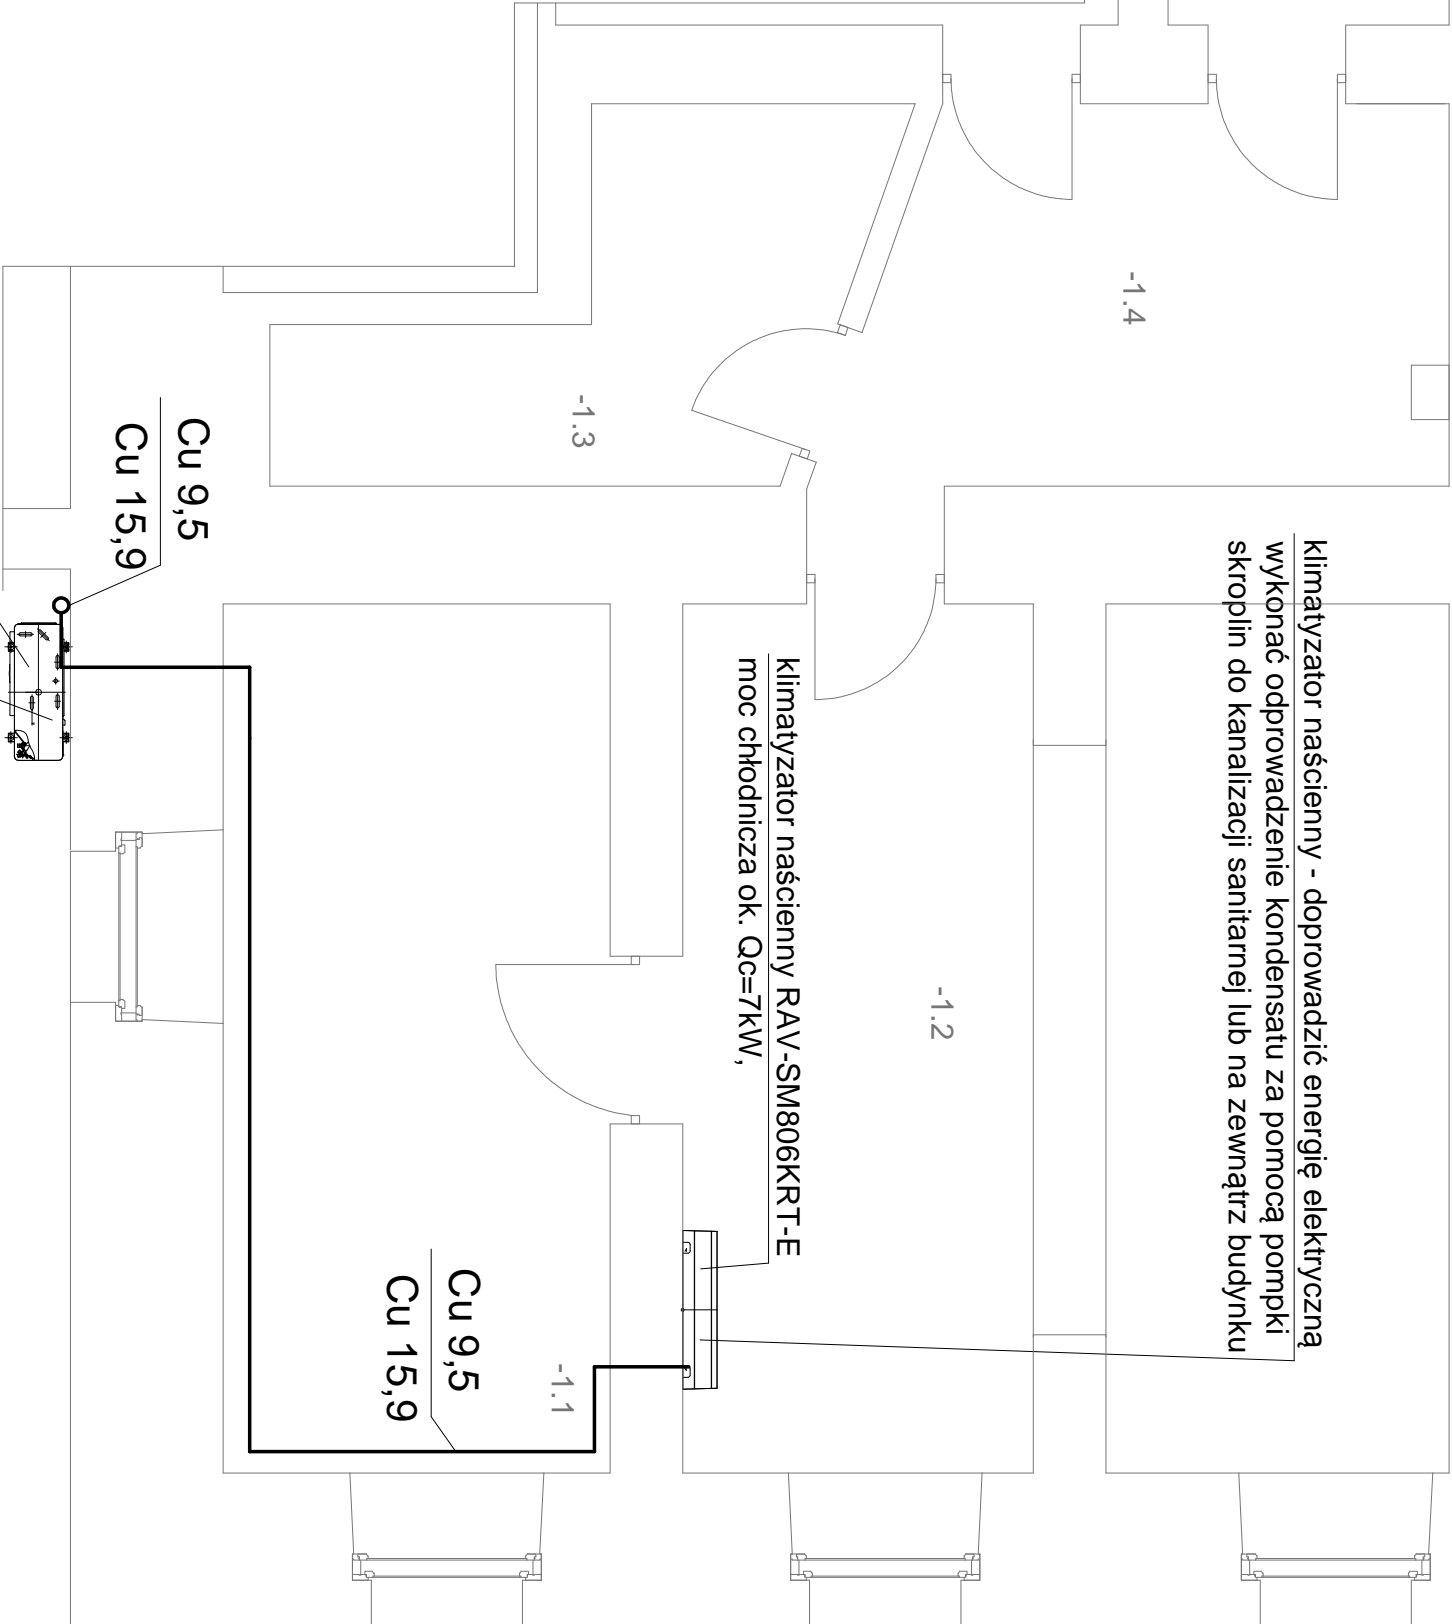 klimatyzator naścienny - doprowadzić energię elektryczną
wykonać odprowadzenie kondensatu za pomocą pompki
skroplin do kanalizacji sanitarnej lub na zewnątrz budynku
-1.4
-1.2
klimatyzator naścienny RAV-SM806KRT-E
moc chłodnicza ok. Qc=7kW,
-1.3
-1.1
Cu 9,5
Cu 15,9
Cu 9,5
Cu 15,9